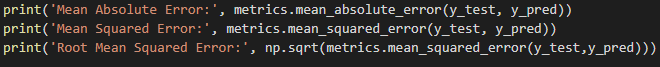 print('Mean Absolute Error:', metrics.mean_absolute_error(y_test, y_pred))
print('Mean Squared Error:', metrics.mean_squared_error(y_test, y_pred))
print('Root Mean Squared Error:', np.sqrt(metrics.mean_squared_error(y_test,y_pred)))